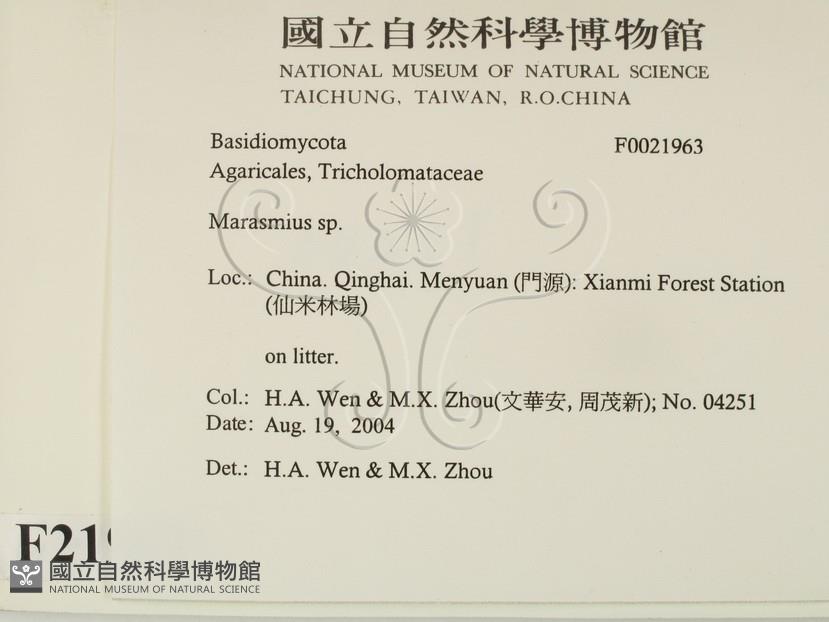 國立自然科學博物館
NATIONAL MUSEUM OF NATURAL SCIENCE
TAICHUNG, TAIWAN, R.O.CHINA
Basidiomycota F0021963
Agaricales, Tricholomataceae
Marasmius sp.
Loc.: China. Qinghai. Menyuan (門源): Xianmi Forest Station
(仙米林場)
on litter.
Col.: H.A. Wen & M.X. Zhou(文華安, 周茂新); No. 04251
Date: Aug. 19, 2004
Det.: H.A. Wen & M.X. Zhou
F21
國立自然科學博物館
NATIONAL MUSEUM OF NATURAL SCIENCE